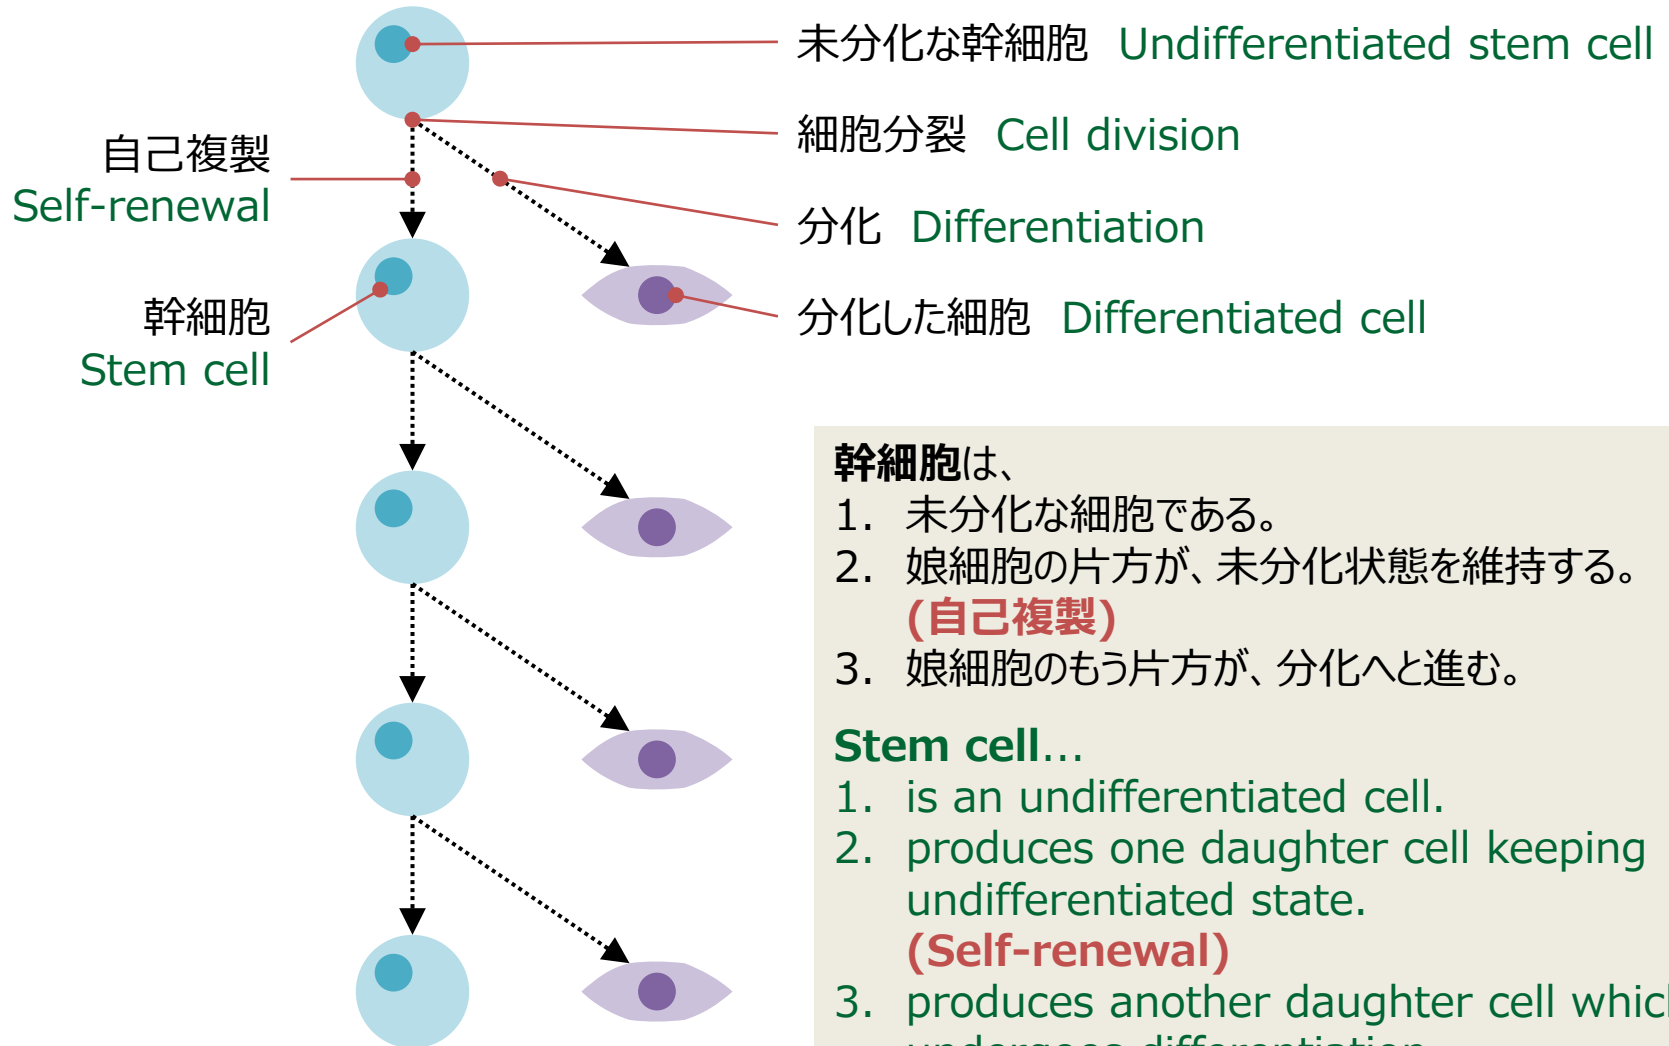 未分化な幹細胞 Undifferentiated stem cell
細胞分裂 Cell division
自己複製
Self-renewal
分化 Differentiation
幹細胞
Stem cell
分化した細胞 Differentiated cell
幹細胞は、
1. 未分化な細胞である。
2. 娘細胞の片方が、未分化状態を維持する。
(自己複製)
3. 娘細胞のもう片方が、分化へと進む。
Stem cell...
1. is an undifferentiated cell.
2. produces one daughter cell keeping
undifferentiated state.
(Self-renewal)
3. produces another daughter cell which
undergoes differentiation